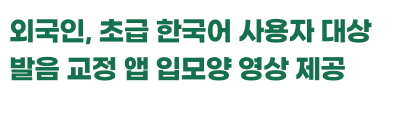 외국인, 초급 한국어 사용자 대상
발음 교정 앱 입모양 영상 제공